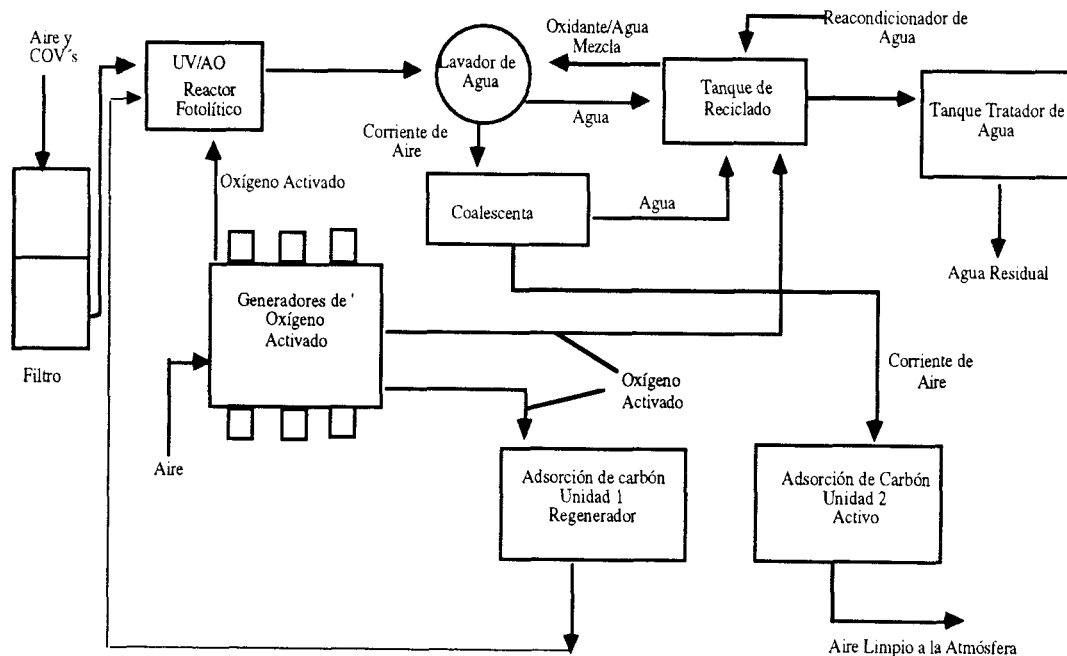 Aire y
COV´s
UV/AO
Reactor
Fotolítico
Lavador de
Agua
Oxidante/Agua
Mezcla
Reacondicionador de
Agua
Tanque de
Reciclado
Tanque Tratador de
Agua
Agua
Corriente de
Aire
Oxígeno Activado
Coalescenta
Agua
Agua Residual
Generadores de '
Oxígeno
Activado
Filtro
Corriente de
Aire
Oxígeno
Activado
Aire
Adsorción de carbón
Unidad 1
Regenerador
Adsorción de Carbón
Unidad 2
Activo
Aire Limpio a la Atmósfera